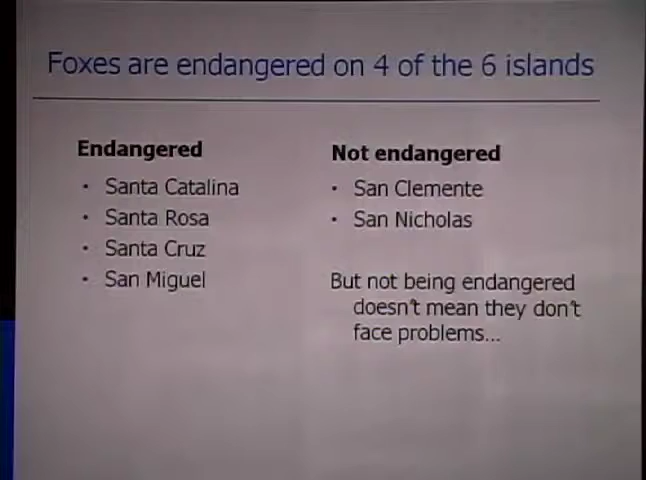 Foxes are endangered on 4 of the 6 islands
Endangered
• Santa Catalina
• Santa Rosa
• Santa Cruz
• San Miguel
Not endangered
• San Clemente
• San Nicholas
But not being endangered
doesn't mean they don't
face problems...